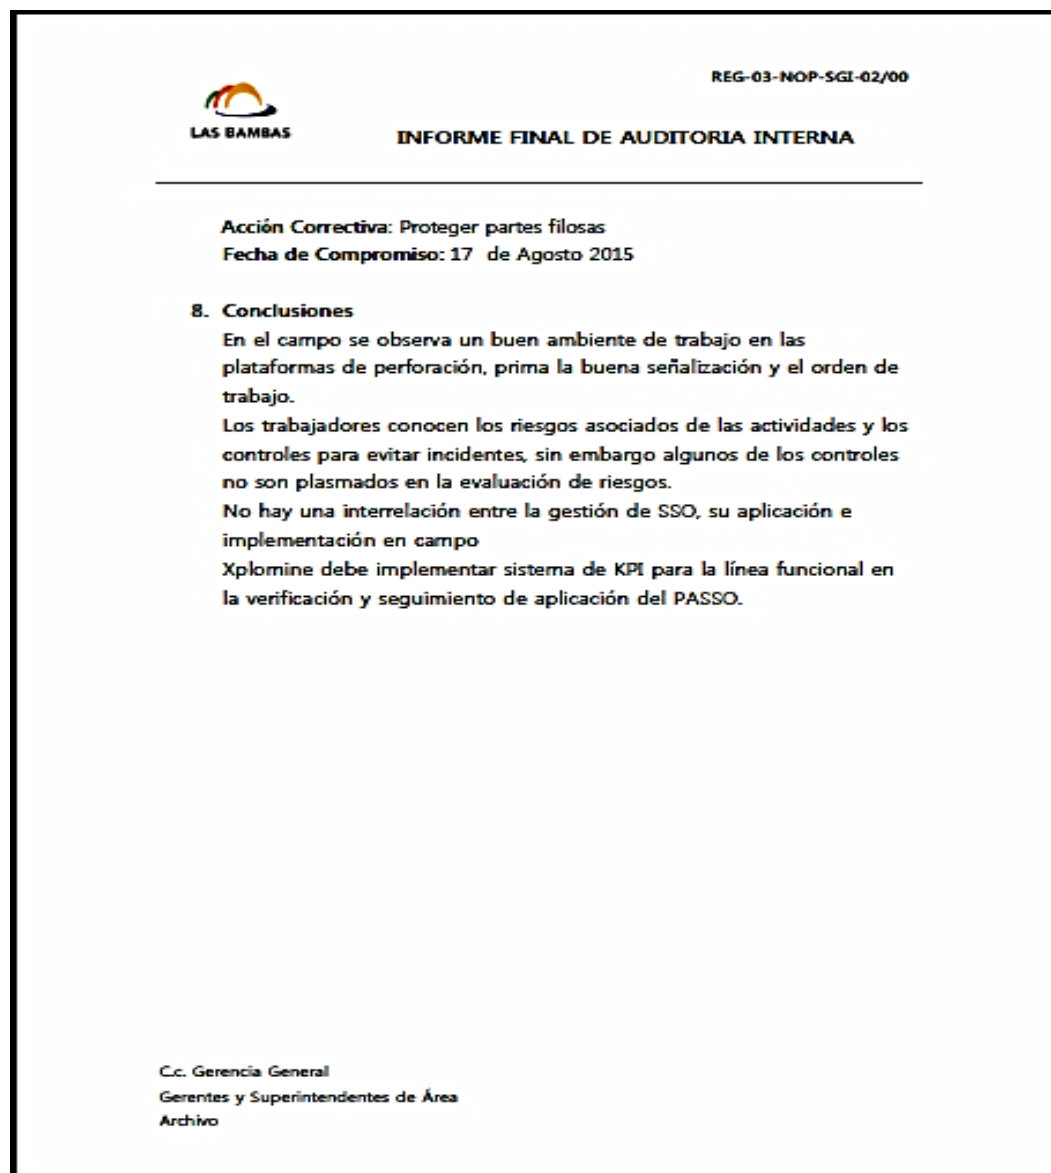 REG-03-NOP-SGI-02/00
LAS BAMBAS
INFORME FINAL DE AUDITORIA INTERNA
Acción Correctiva: Proteger partes filosas
Fecha de Compromiso: 17 de Agosto 2015
8. Conclusiones
En el campo se observa un buen ambiente de trabajo en las
plataformas de perforación, prima la buena señalización y el orden de
trabajo.
Los trabajadores conocen los riesgos asociados de las actividades y los
controles para evitar incidentes, sin embargo algunos de los controles
no son plasmados en la evaluación de riesgos.
No hay una interrelación entre la gestión de SSO, su aplicación e
implementación en campo
Xplomine debe implementar sistema de KPI para la línea funcional en
la verificación y seguimiento de aplicación del PASSO.
C.c. Gerencia General
Gerentes y Superintendentes de Área
Archivo